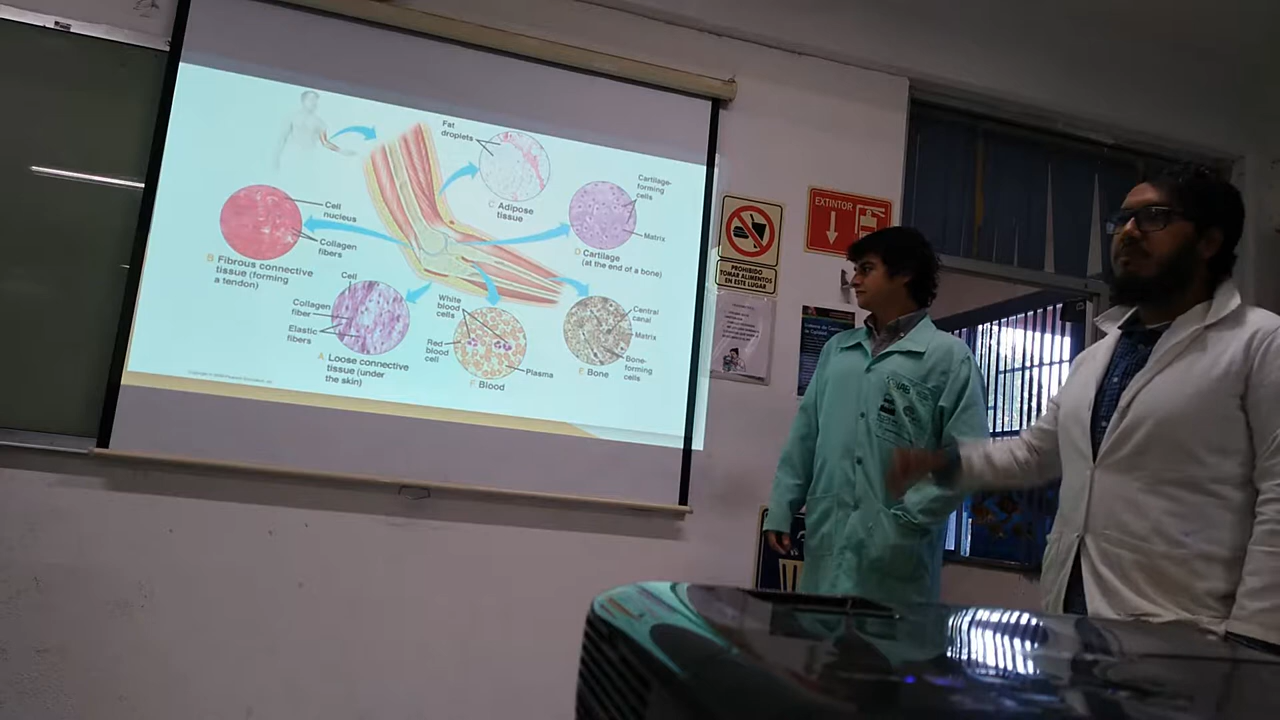 Fat
droplets
C Adipose
tissue
Cartilage-
forming
cells
Matrix
D Cartilage
(at the end of a bone)
Cell
nucleus
Collagen
fibers
B Fibrous connective
tissue (forming
a tendon)
Cell
Collagen
fiber
Elastic
fibers
A Loose connective
tissue (under
the skin)
White
blood
cells
Red
blood
cell
Plasma
F Blood
Central
canal
Matrix
Bone-
forming
cells
E Bone
PROHIBIDO
TOMAR ALIMENTOS
EN ESTE LUGAR
EXTINTOR